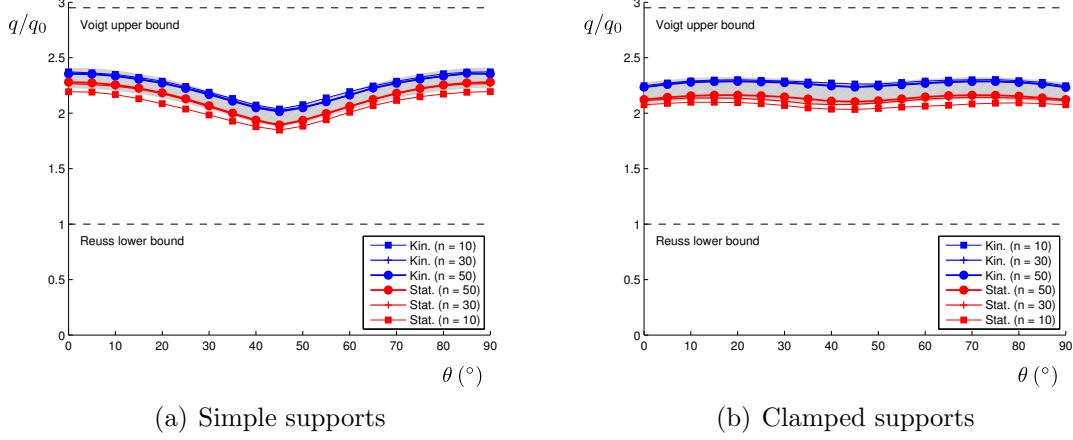 q/q0
3
Voigt upper bound
2.5
2
1.5
1
Reuss lower bound
0.5
0
Kin. (n = 10)
Kin. (n = 30)
Kin. (n = 50)
Stat. (n = 50)
Stat. (n = 30)
Stat. (n = 10)
0 10 20 30 40 50 60 70 80 90
θ (°)
(a) Simple supports
q/q0
3
Voigt upper bound
2.5
2
1.5
1
Reuss lower bound
0.5
0
Kin. (n = 10)
Kin. (n = 30)
Kin. (n = 50)
Stat. (n = 50)
Stat. (n = 30)
Stat. (n = 10)
0 10 20 30 40 50 60 70 80 90
θ (°)
(b) Clamped supports